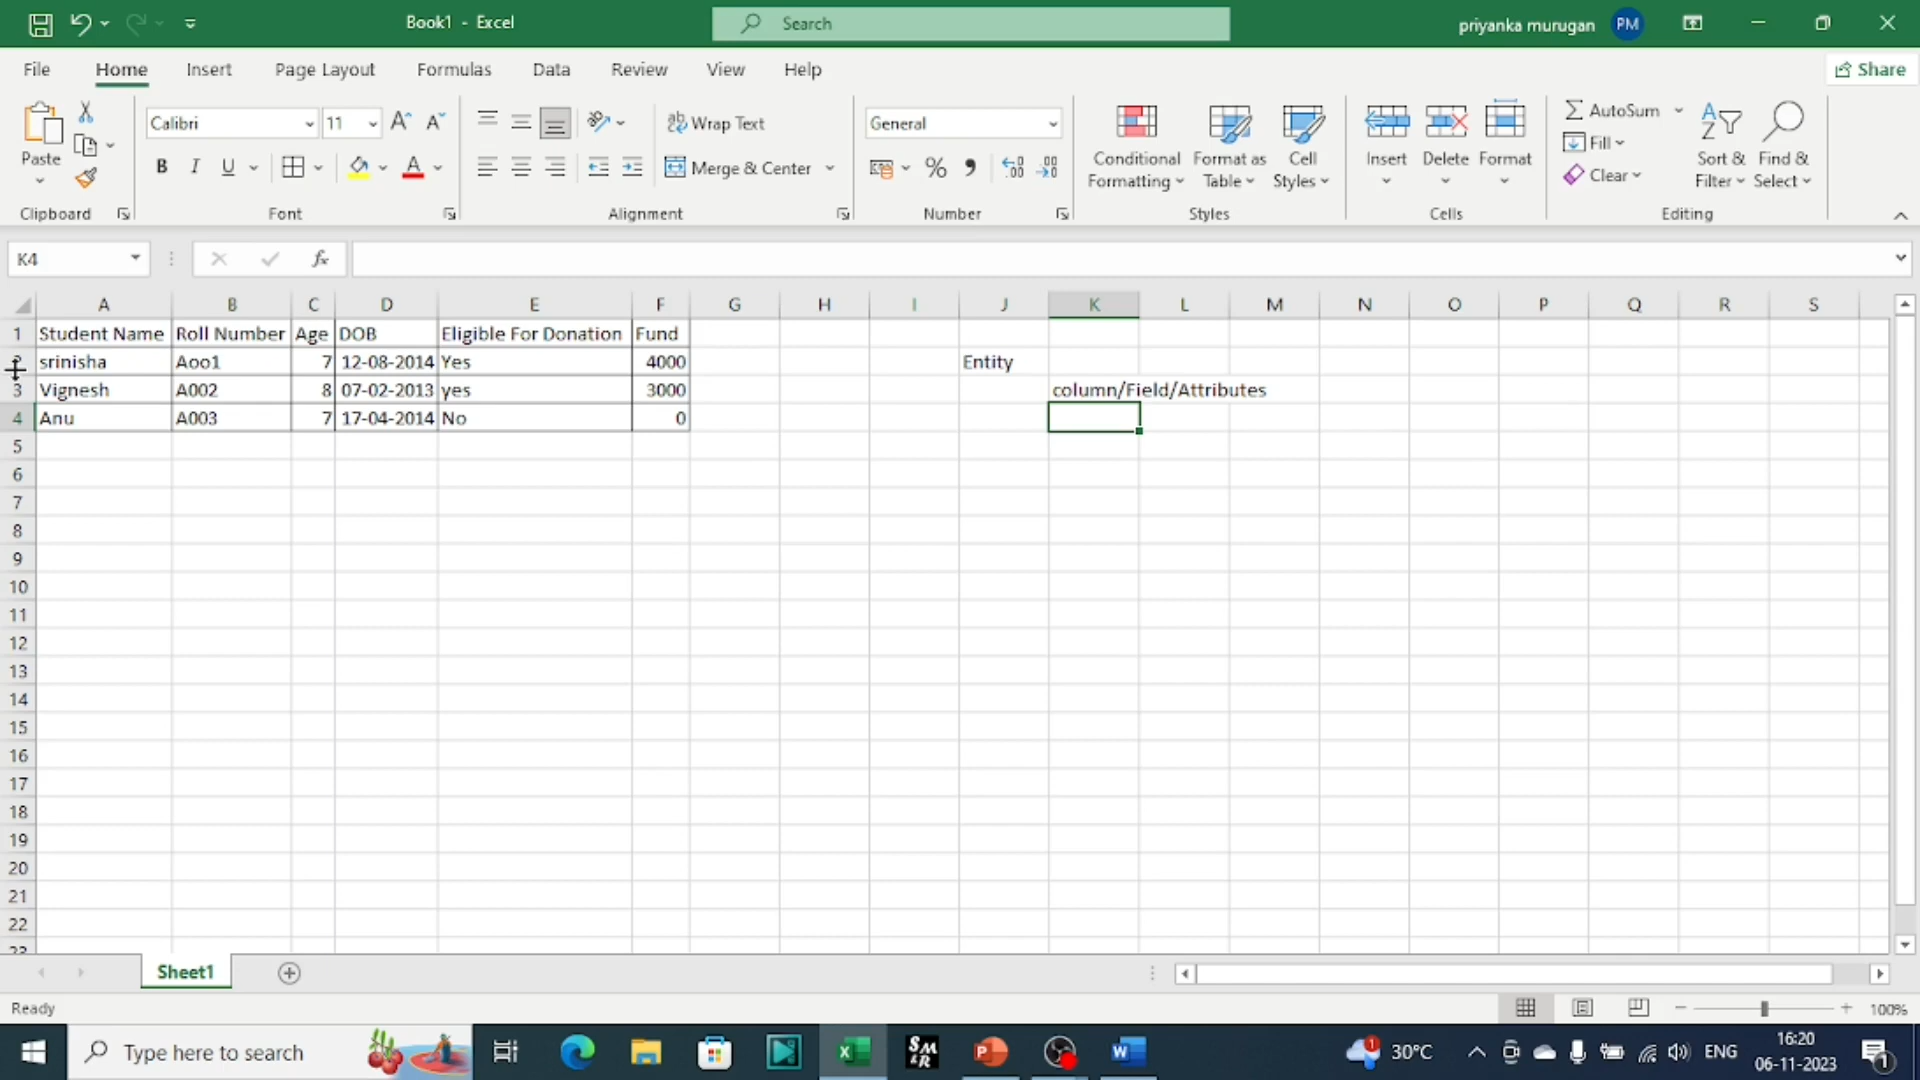 Book1 - Excel
Search
priyanka murugan PM
File Home Insert Page Layout Formulas Data Review View Help Share
Paste
Clipboard
Calibri 11
B I U A
Font
Wrap Text
Merge & Center
Alignment
General
%
Number
Conditional Formatting
Format as Table
Cell Styles
Styles
Insert Delete Format
Cells
AutoSum
Fill
Clear
Sort & Filter
Find & Select
Editing
K4 fx
A B C D E F G H I J K L M N O P Q R S
1 Student Name Roll Number Age DOB Eligible For Donation Fund
2 srinisha Aoo1 7 12-08-2014 Yes 4000 Entity
3 Vignesh A002 8 07-02-2013 yes 3000 column/Field/Attributes
4 Anu A003 7 17-04-2014 No 0
5
6
7
8
9
10
11
12
13
14
15
16
17
18
19
20
21
22
23
Sheet1
Ready 100%
Type here to search 30°C ENG 16:20
06-11-2023